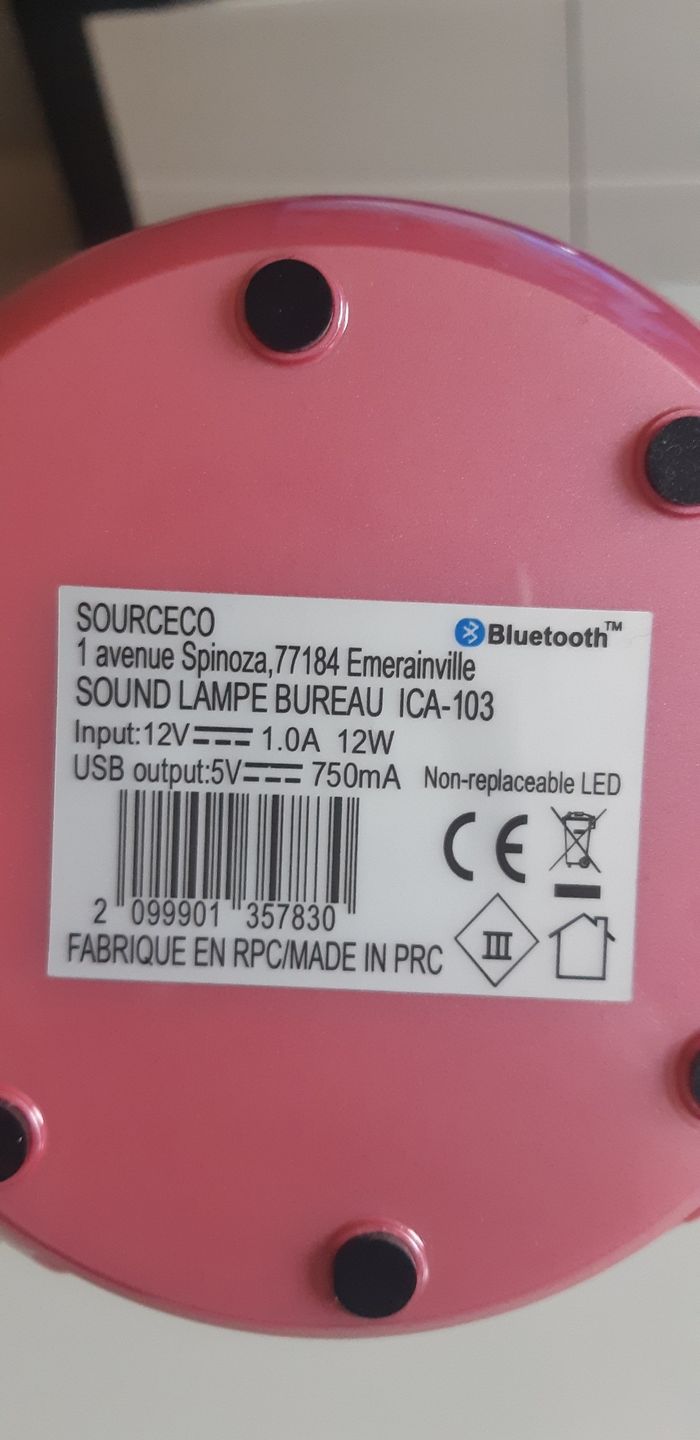 SOURCECO
Bluetooth™
1 avenue Spinoza,77184 Emerainville
SOUND LAMPE BUREAU ICA-103
Input:12V⎓ 1.0A 12W
USB output:5V⎓ 750mA Non-replaceable LED
CE
2 099901 357830
III
FABRIQUE EN RPC/MADE IN PRC